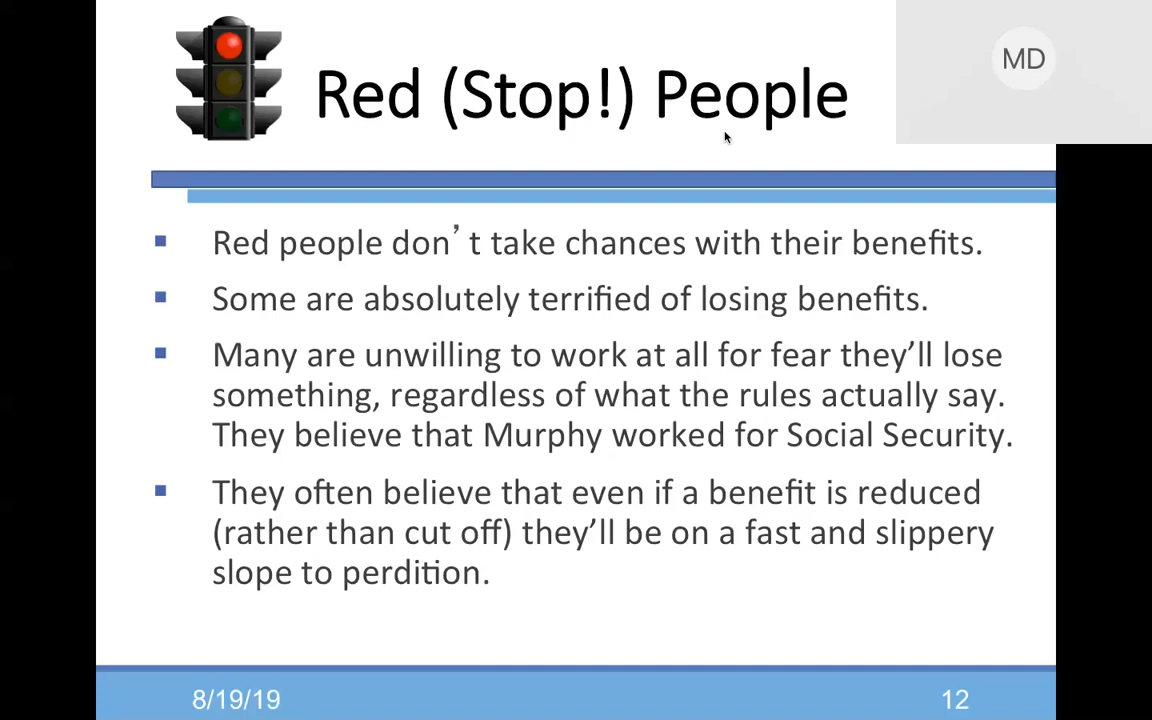 MD
Red (Stop!) People
Red people don’t take chances with their benefits.
Some are absolutely terrified of losing benefits.
Many are unwilling to work at all for fear they’ll lose
something, regardless of what the rules actually say.
They believe that Murphy worked for Social Security.
They often believe that even if a benefit is reduced
(rather than cut off) they’ll be on a fast and slippery
slope to perdition.
8/19/19
12